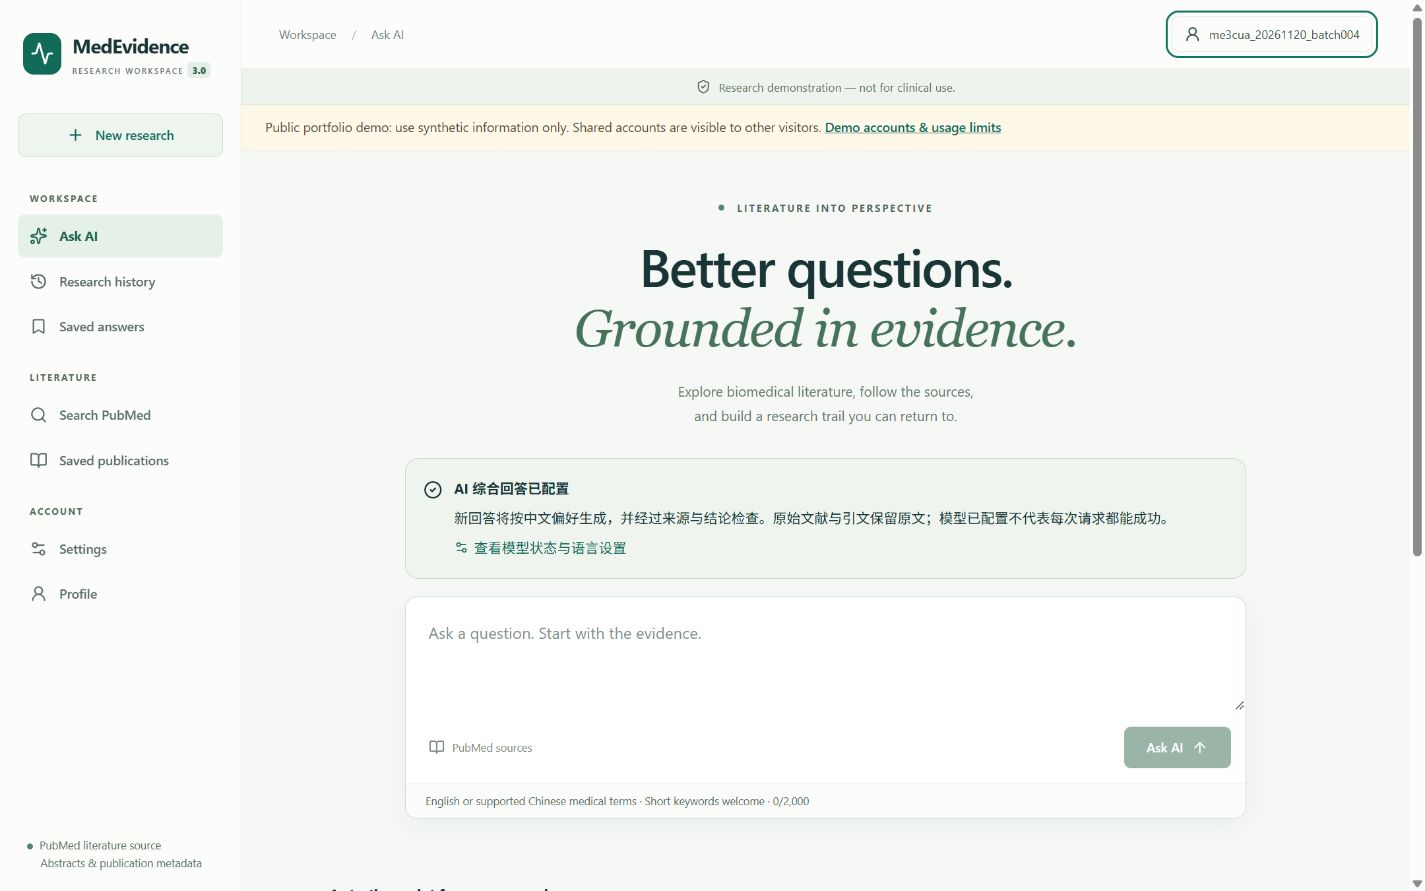 MedEvidence
RESEARCH WORKSPACE 3.0
New research
WORKSPACE
Ask AI
Research history
Saved answers
LITERATURE
Search PubMed
Saved publications
ACCOUNT
Settings
Profile
PubMed literature source
Abstracts & publication metadata
Workspace / Ask AI
me3cua_20261120_batch004
Research demonstration — not for clinical use.
Public portfolio demo: use synthetic information only. Shared accounts are visible to other visitors. Demo accounts & usage limits
LITERATURE INTO PERSPECTIVE
Better questions.
Grounded in evidence.
Explore biomedical literature, follow the sources,
and build a research trail you can return to.
AI 综合回答已配置
新回答将按中文偏好生成，并经过来源与结论检查。原始文献与引文保留原文；模型已配置不代表每次请求都能成功。
查看模型状态与语言设置
Ask a question. Start with the evidence.
PubMed sources
Ask AI
English or supported Chinese medical terms · Short keywords welcome · 0/2,000